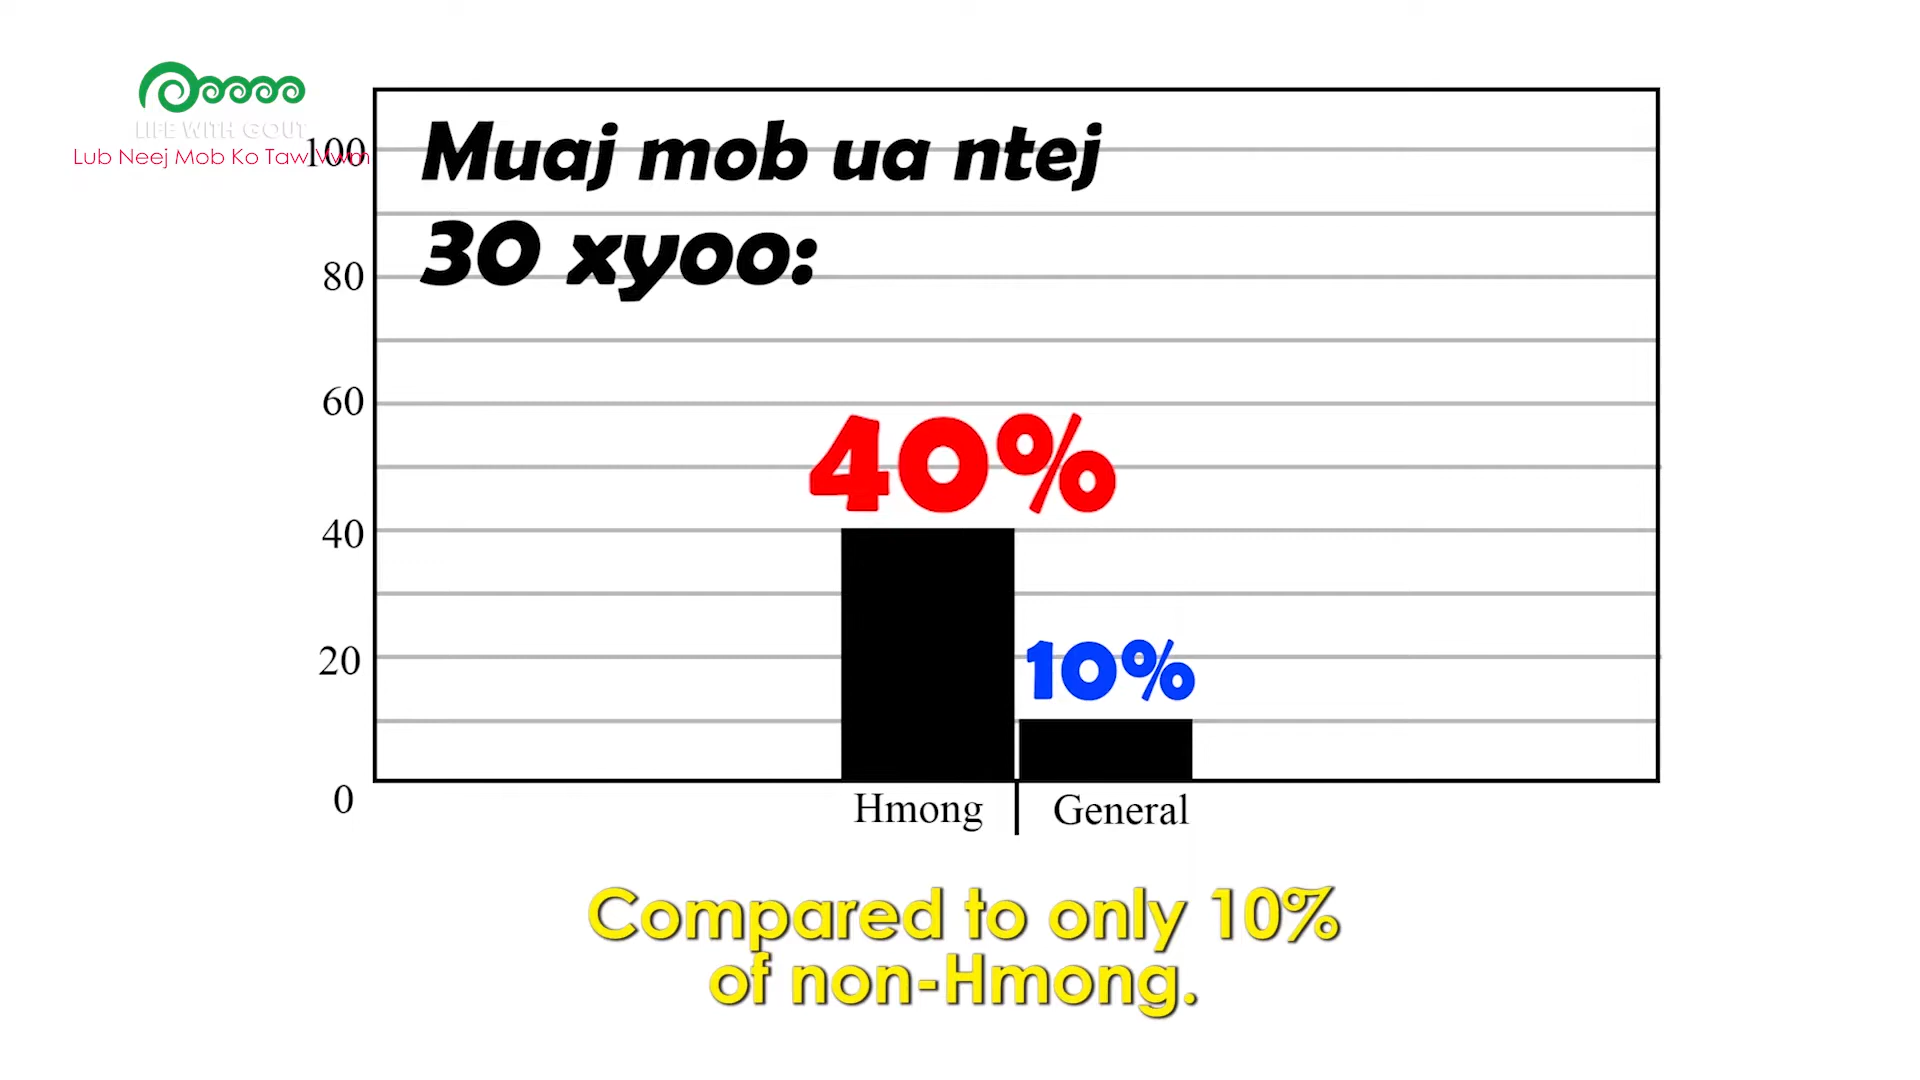 LIFE WITH GOUT
Lub Neej Mob Ko Taw Vwm
Muaj mob ua ntej
30 xyoo:
100
80
60
40
20
0
40%
10%
Hmong
General
Compared to only 10%
of non-Hmong.